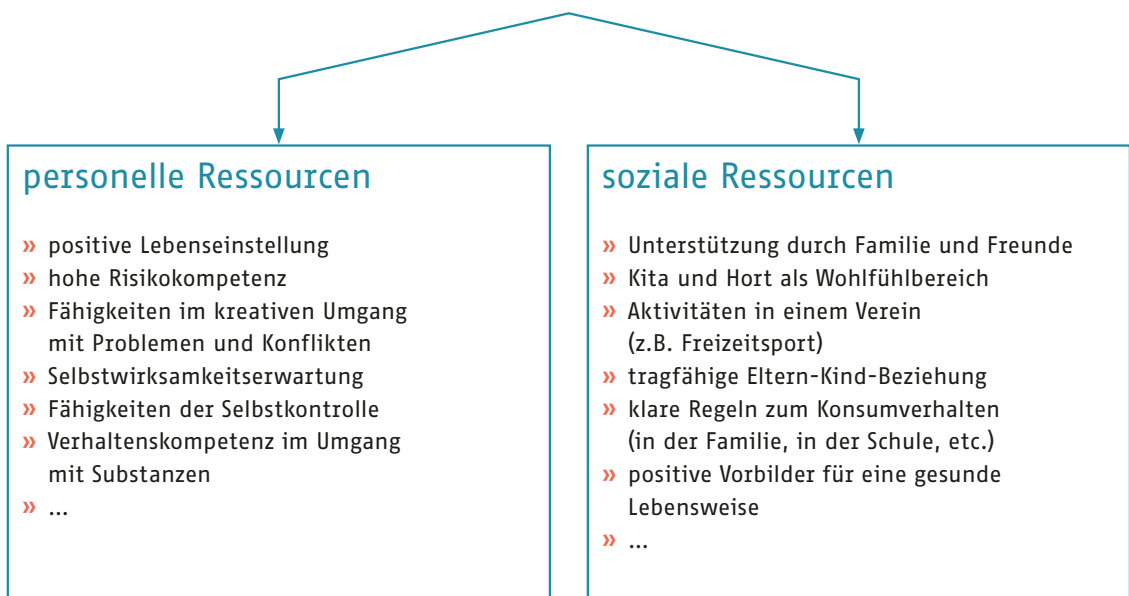 personelle Ressourcen
» positive Lebenseinstellung
» hohe Risikokompetenz
» Fähigkeiten im kreativen Umgang
mit Problemen und Konflikten
» Selbstwirksamkeitserwartung
» Fähigkeiten der Selbstkontrolle
» Verhaltenskompetenz im Umgang
mit Substanzen
» ...
soziale Ressourcen
» Unterstützung durch Familie und Freunde
» Kita und Hort als Wohlfühlbereich
» Aktivitäten in einem Verein
(z.B. Freizeitsport)
» tragfähige Eltern-Kind-Beziehung
» klare Regeln zum Konsumverhalten
(in der Familie, in der Schule, etc.)
» positive Vorbilder für eine gesunde
Lebensweise
» ...